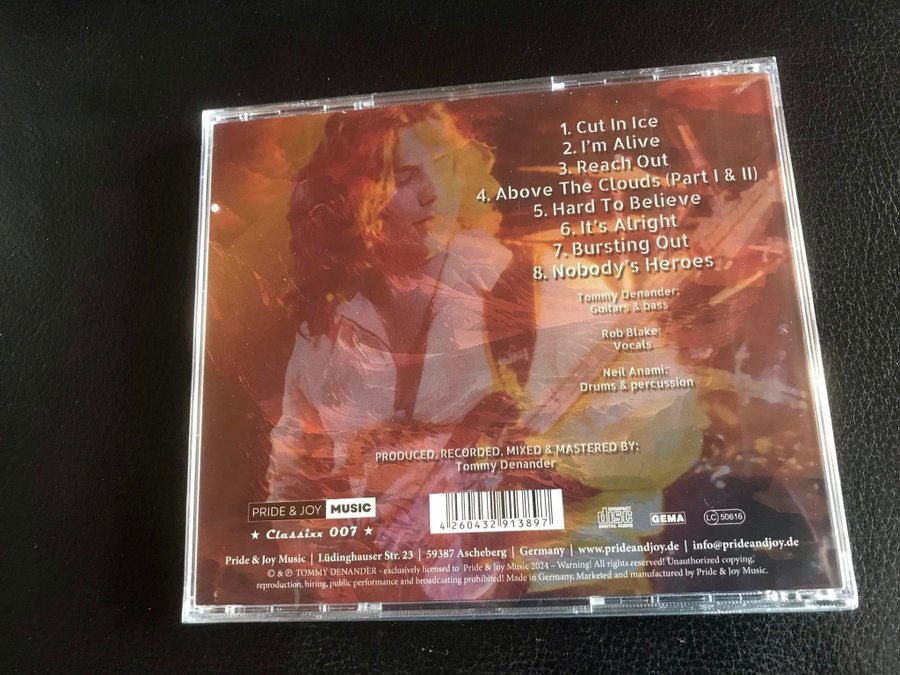 1. Cut In Ice
2. I'm Alive
3. Reach Out
4. Above The Clouds (Part I & II)
5. Hard To Believe
6. It's Alright
7. Bursting Out
8. Nobody's Heroes
Tommy Denander:
Guitars & bass
Rob Blake:
Vocals
Neil Anami:
Drums & percussion
PRODUCED, RECORDED, MIXED & MASTERED BY:
Tommy Denander
PRIDE & JOY MUSIC
★ Classixx 007 ★
4 260432 913897
COMPACT
disc
DIGITAL AUDIO
GEMA
LC 50616
Pride & Joy Music | Lüdinghauser Str. 23 | 59387 Ascheberg | Germany | www.prideandjoy.de | info@prideandjoy.de
© & ℗ TOMMY DENANDER - exclusively licensed to Pride & Joy Music 2024 – Warning! All rights reserved! Unauthorized copying,
reproduction, hiring, public performance and broadcasting prohibited! Made in Germany. Marketed and manufactured by Pride & Joy Music.